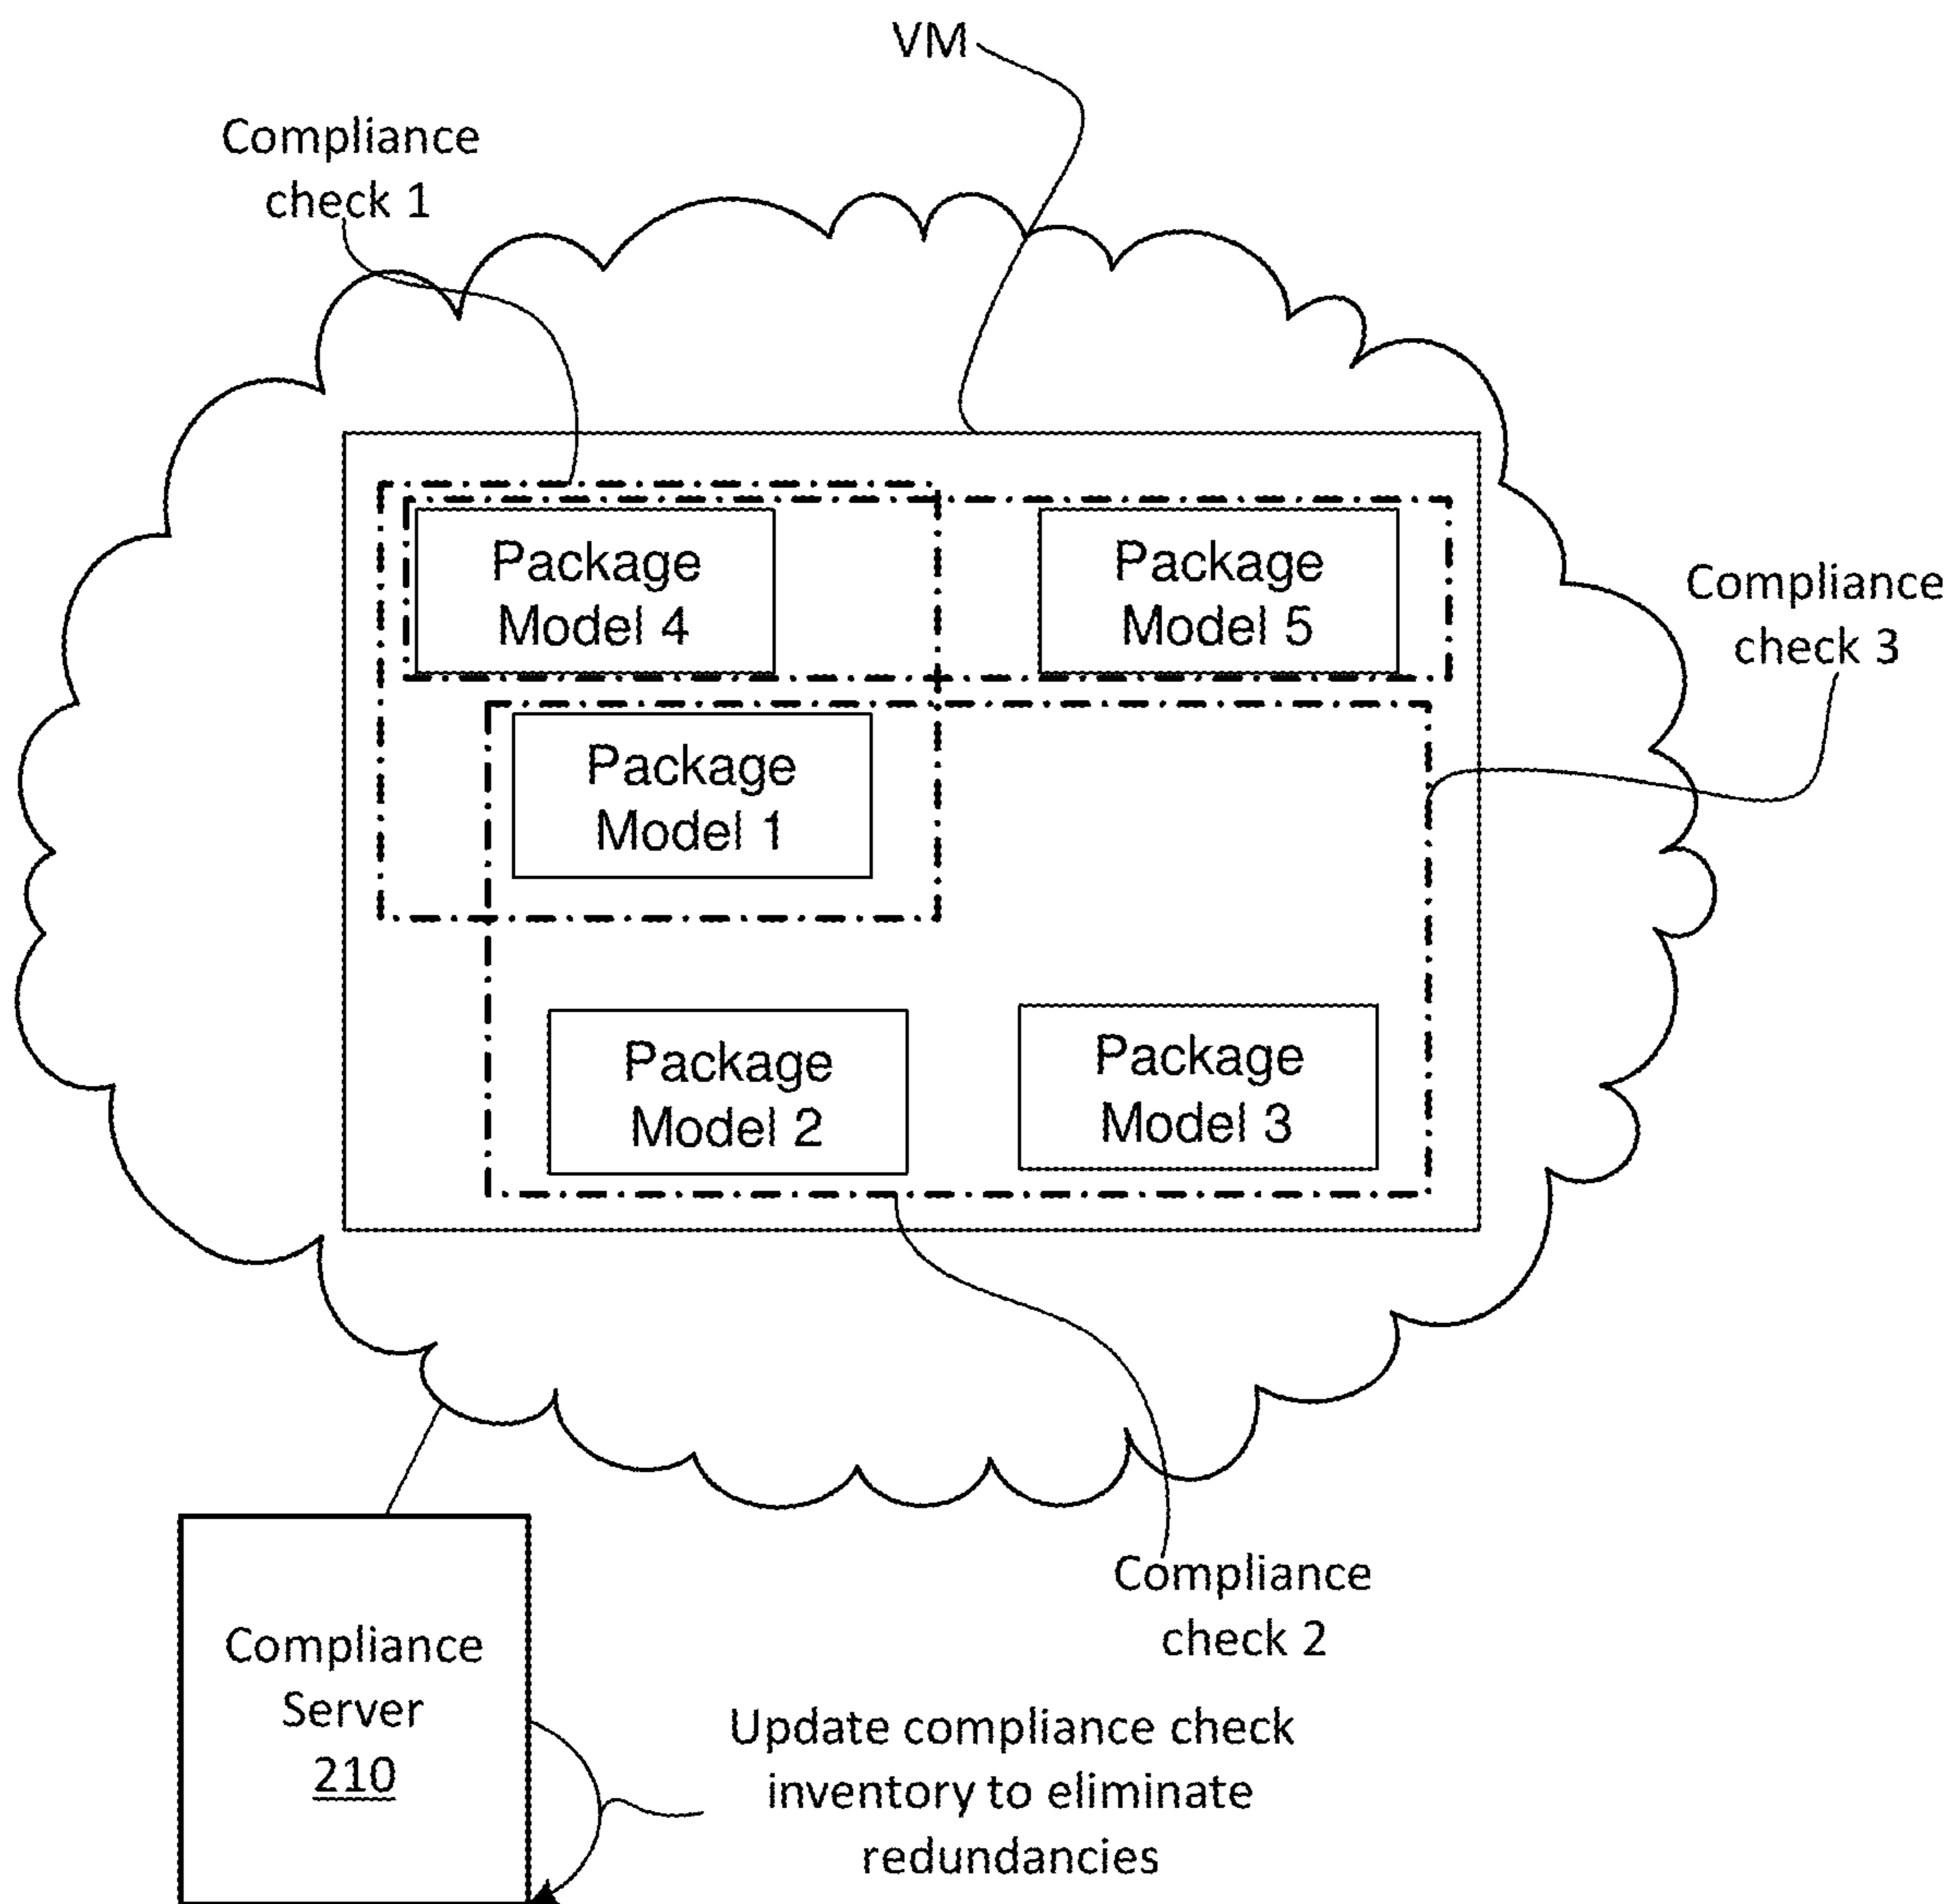 VM
Compliance
check 1
Package
Model 4
Package
Model 5
Compliance
check 3
Package
Model 1
Package
Model 2
Package
Model 3
Compliance
check 2
Compliance
Server
210
Update compliance check
inventory to eliminate
redundancies